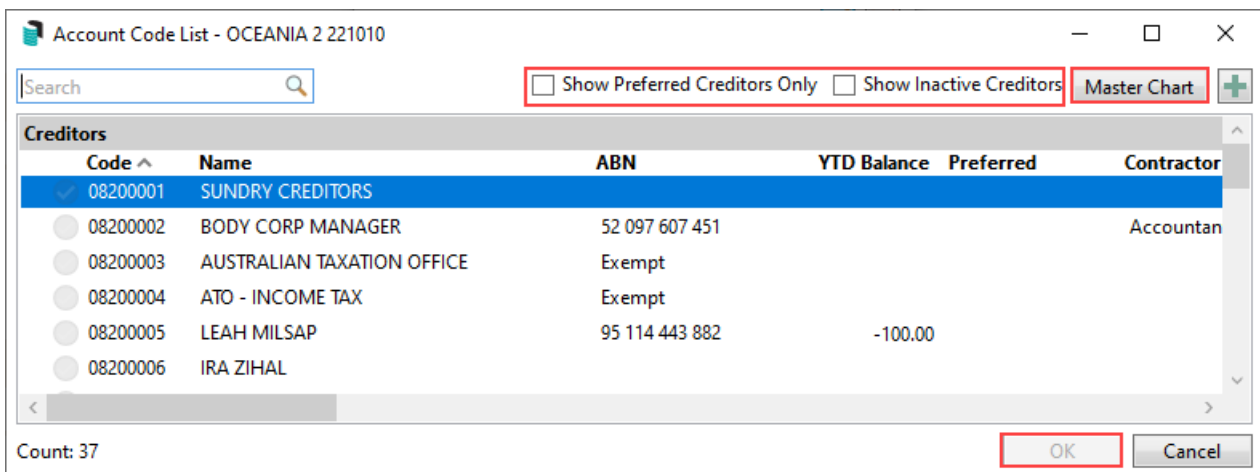 Account Code List - OCEANIA 2 221010
Search Show Preferred Creditors Only Show Inactive Creditors Master Chart
Creditors
Code Name ABN YTD Balance Preferred Contractor
08200001 SUNDRY CREDITORS
08200002 BODY CORP MANAGER 52 097 607 451 Accountan
08200003 AUSTRALIAN TAXATION OFFICE Exempt
08200004 ATO - INCOME TAX Exempt
08200005 LEAH MILSAP 95 114 443 882 -100.00
08200006 IRA ZIHAL
Count: 37 OK Cancel